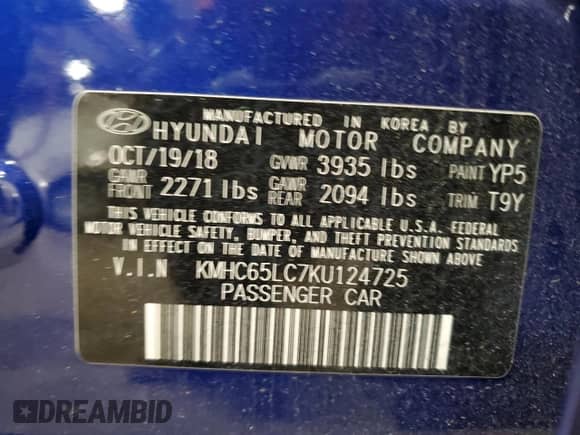 MANUFACTURED IN KOREA BY
HYUNDAI MOTOR COMPANY
OCT/19/18 GVWR 3935 lbs PAINT YP5
GAWR FRONT 2271 lbs GAWR REAR 2094 lbs TRIM T9Y
THIS VEHICLE CONFORMS TO ALL APPLICABLE U.S.A. FEDERAL
MOTOR VEHICLE SAFETY, BUMPER, AND THEFT PREVENTION STANDARDS
IN EFFECT ON THE DATE OF MANUFACTURE SHOWN ABOVE
V.I.N KMHC65LC7KU124725
PASSENGER CAR
DREAMBID